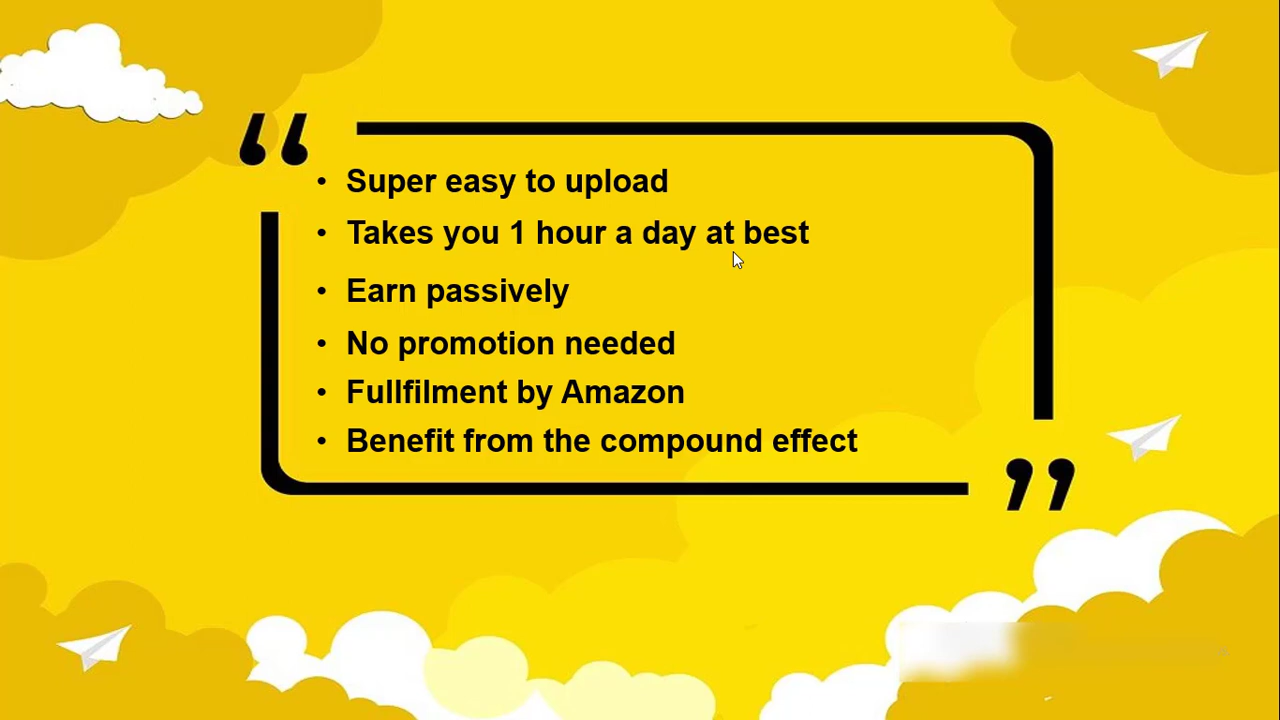 “
• Super easy to upload
• Takes you 1 hour a day at best
• Earn passively
• No promotion needed
• Fullfilment by Amazon
• Benefit from the compound effect
”